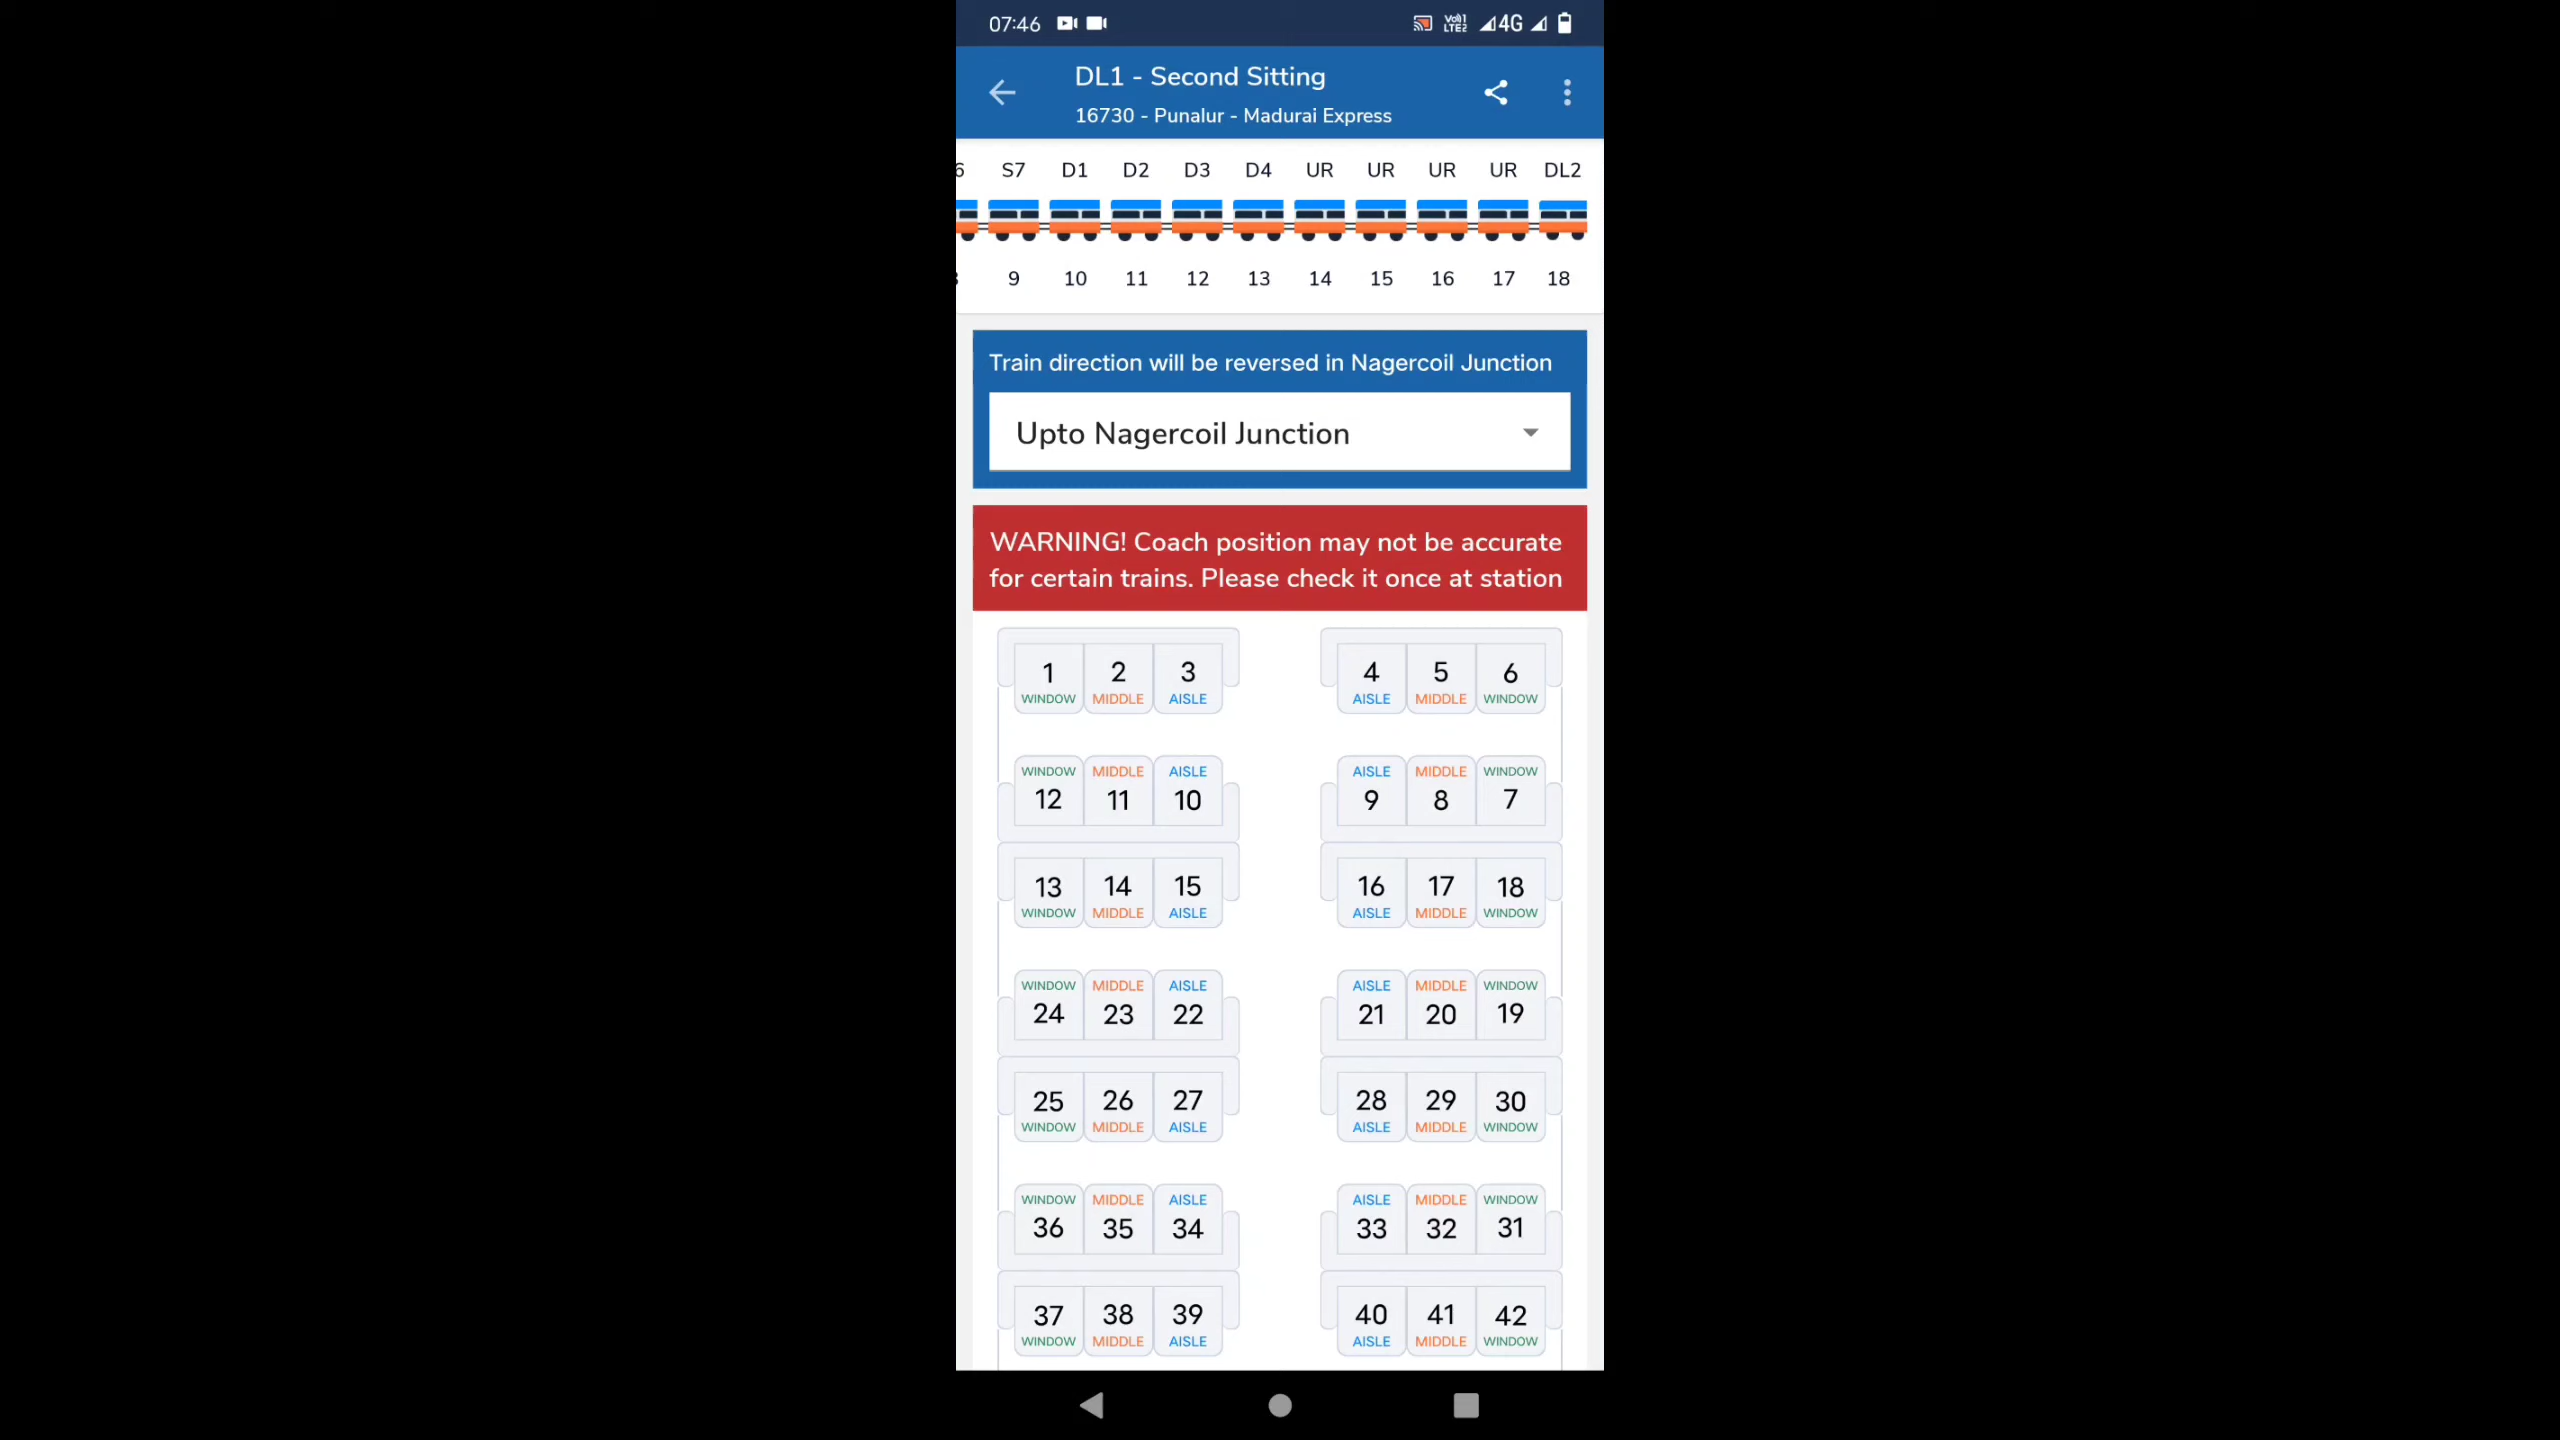 07:46 Vo)) LTE2 4G
DL1 - Second Sitting
16730 - Punalur - Madurai Express
6 S7 D1 D2 D3 D4 UR UR UR UR DL2
9 10 11 12 13 14 15 16 17 18
Train direction will be reversed in Nagercoil Junction
Upto Nagercoil Junction
WARNING! Coach position may not be accurate
for certain trains. Please check it once at station
1 2 3 4 5 6
WINDOW MIDDLE AISLE AISLE MIDDLE WINDOW
WINDOW MIDDLE AISLE AISLE MIDDLE WINDOW
12 11 10 9 8 7
13 14 15 16 17 18
WINDOW MIDDLE AISLE AISLE MIDDLE WINDOW
WINDOW MIDDLE AISLE AISLE MIDDLE WINDOW
24 23 22 21 20 19
25 26 27 28 29 30
WINDOW MIDDLE AISLE AISLE MIDDLE WINDOW
WINDOW MIDDLE AISLE AISLE MIDDLE WINDOW
36 35 34 33 32 31
37 38 39 40 41 42
WINDOW MIDDLE AISLE AISLE MIDDLE WINDOW